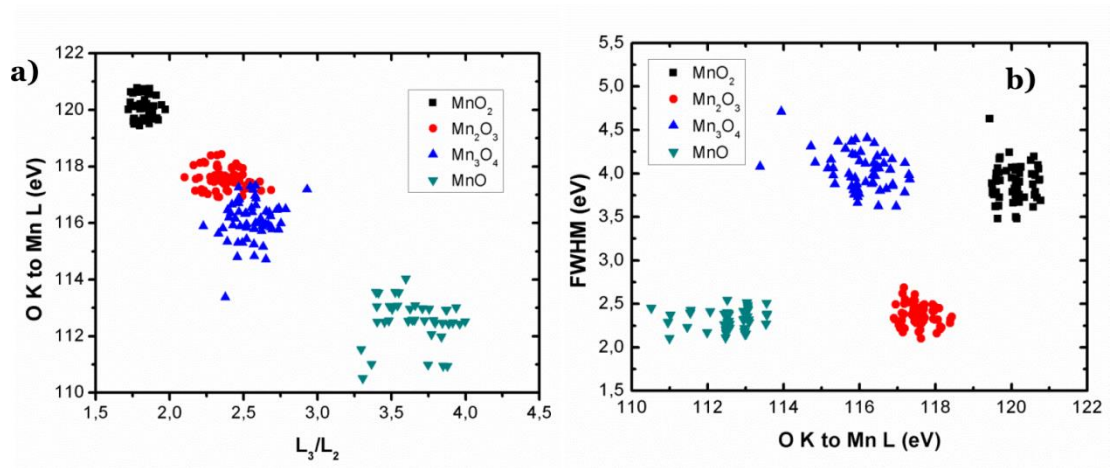 a)
122
120
118
116
114
112
110
O K to Mn L (eV)
1,5 2,0 2,5 3,0 3,5 4,0 4,5
L₃/L₂
MnO₂
Mn₂O₃
Mn₃O₄
MnO
b)
5,5
5,0
4,5
4,0
3,5
3,0
2,5
2,0
1,5
FWHM (eV)
110 112 114 116 118 120 122
O K to Mn L (eV)
MnO₂
Mn₂O₃
Mn₃O₄
MnO